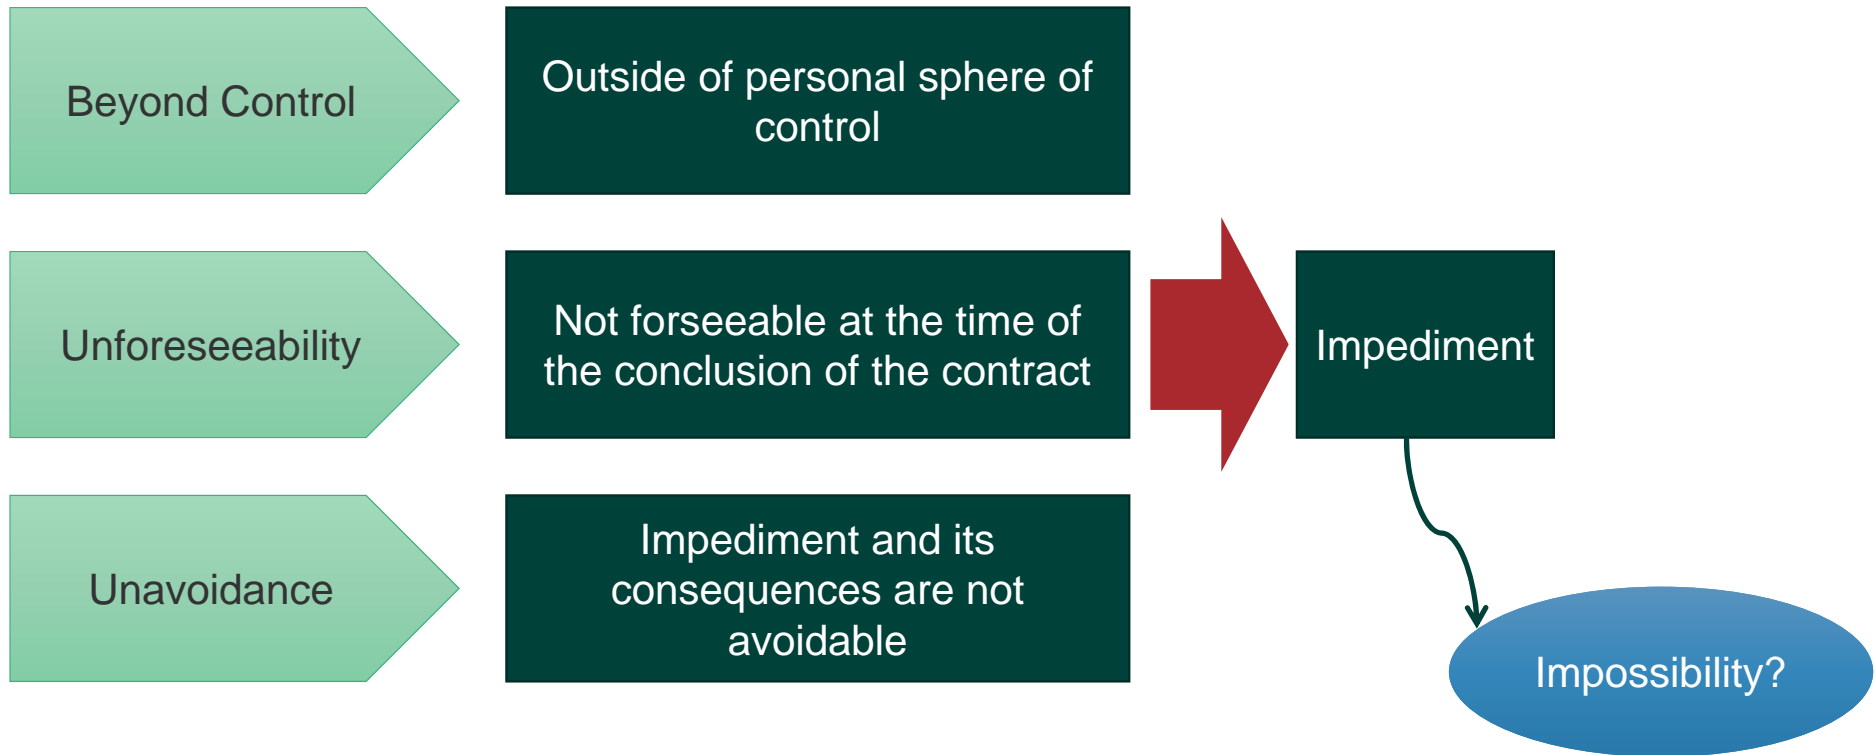 Beyond Control
Outside of personal sphere of
control
Unforeseeability
Not forseeable at the time of
the conclusion of the contract
Impediment
Unavoidance
Impediment and its
consequences are not
avoidable
Impossibility?